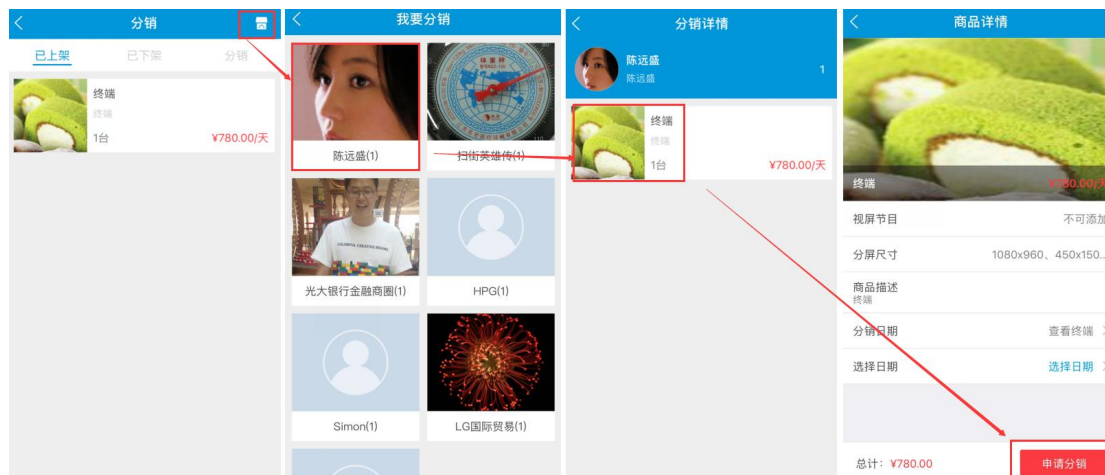 分销
已上架
已下架
分销
终端
终端
1台
¥780.00/天
我要分销
陈远盛(1)
扫街英雄传(1)
光大银行金融商圈(1)
HPG(1)
Simon(1)
LG国际贸易(1)
分销详情
陈远盛
陈远盛
1
终端
终端
1台
¥780.00/天
商品详情
终端
¥780.00/天
视屏节目
不可添加
分屏尺寸
1080x960、450x150...
商品描述
终端
分销日期
查看终端
选择日期
选择日期
总计：¥780.00
申请分销